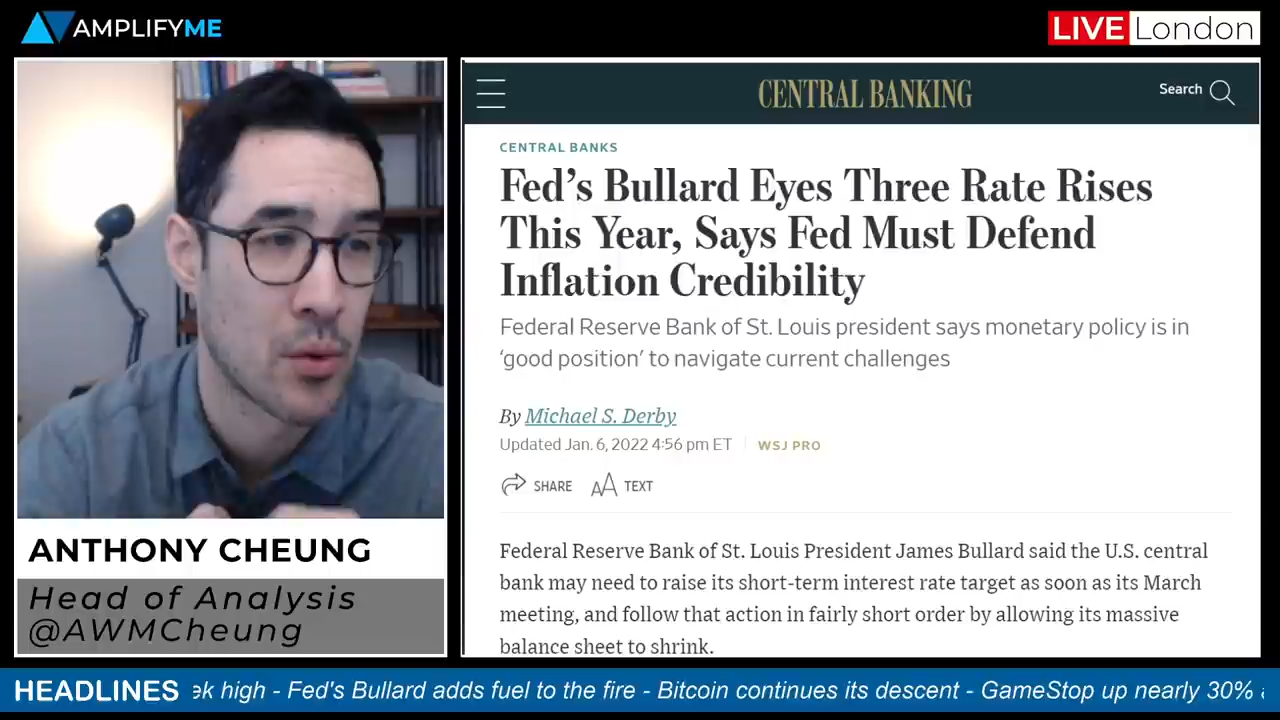 AMPLIFYME
LIVE London
ANTHONY CHEUNG
Head of Analysis
@AWMCheung
CENTRAL BANKING
Search
CENTRAL BANKS
Fed's Bullard Eyes Three Rate Rises
This Year, Says Fed Must Defend
Inflation Credibility
Federal Reserve Bank of St. Louis president says monetary policy is in
‘good position’ to navigate current challenges
By Michael S. Derby
Updated Jan. 6, 2022 4:56 pm ET
WSJ PRO
SHARE
AA TEXT
Federal Reserve Bank of St. Louis President James Bullard said the U.S. central
bank may need to raise its short-term interest rate target as soon as its March
meeting, and follow that action in fairly short order by allowing its massive
balance sheet to shrink.
HEADLINES high - Fed's Bullard adds fuel to the fire - Bitcoin continues its descent - GameStop up nearly 30%